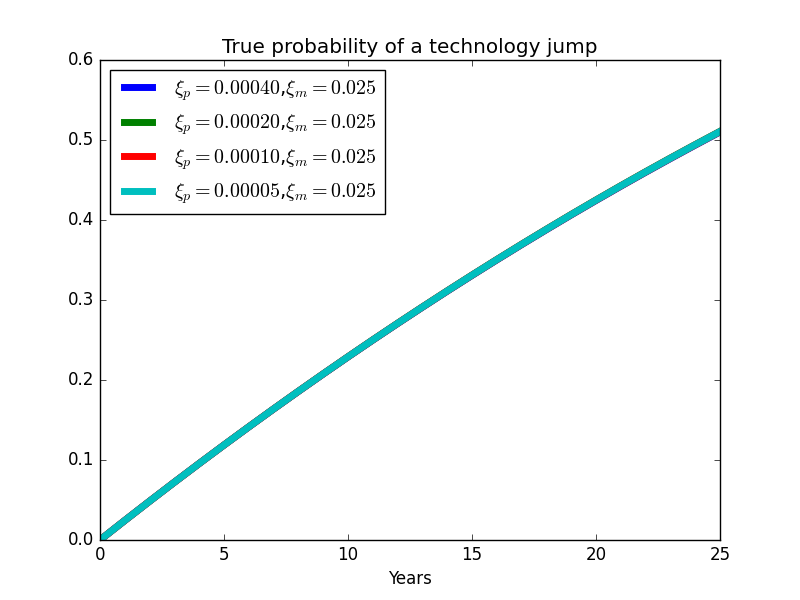 True probability of a technology jump
0.6
ξₚ = 0.00040,ξₘ = 0.025
ξₚ = 0.00020,ξₘ = 0.025
ξₚ = 0.00010,ξₘ = 0.025
ξₚ = 0.00005,ξₘ = 0.025
0.5
0.4
0.3
0.2
0.1
0.0
0 5 10 15 20 25
Years